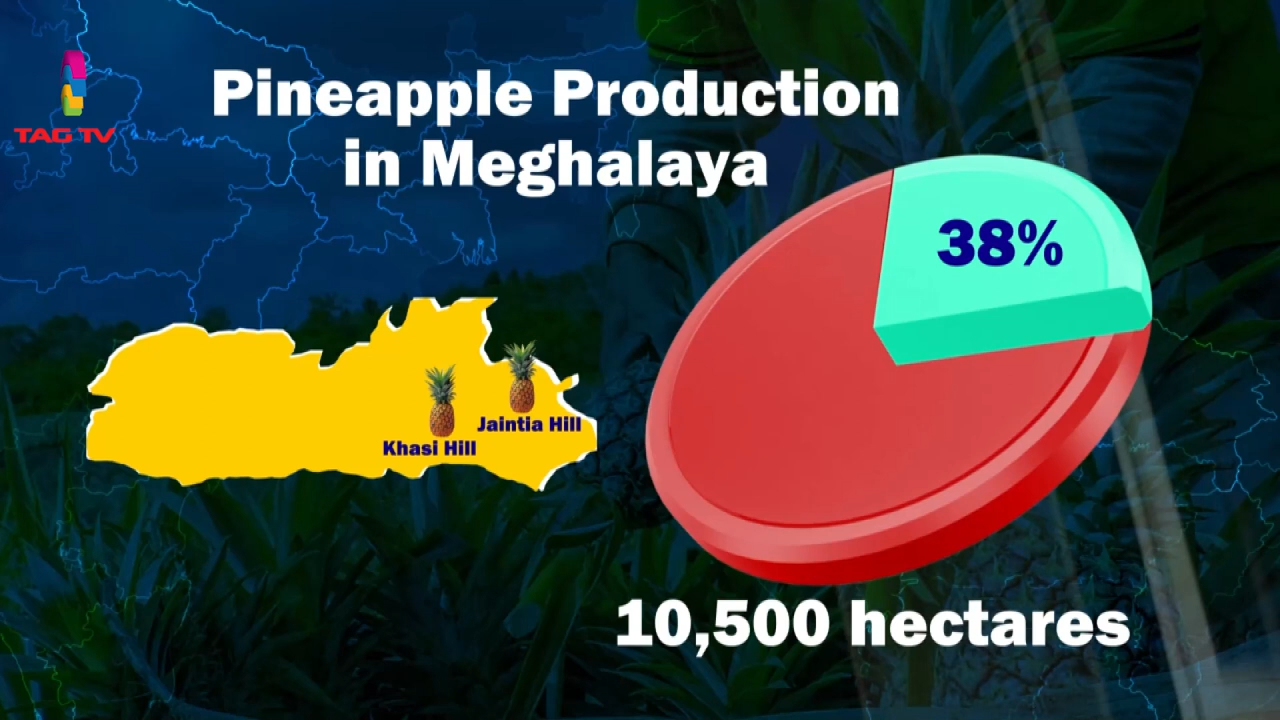 TAG TV
Pineapple Production
in Meghalaya
38%
Jaintia Hill
Khasi Hill
10,500 hectares